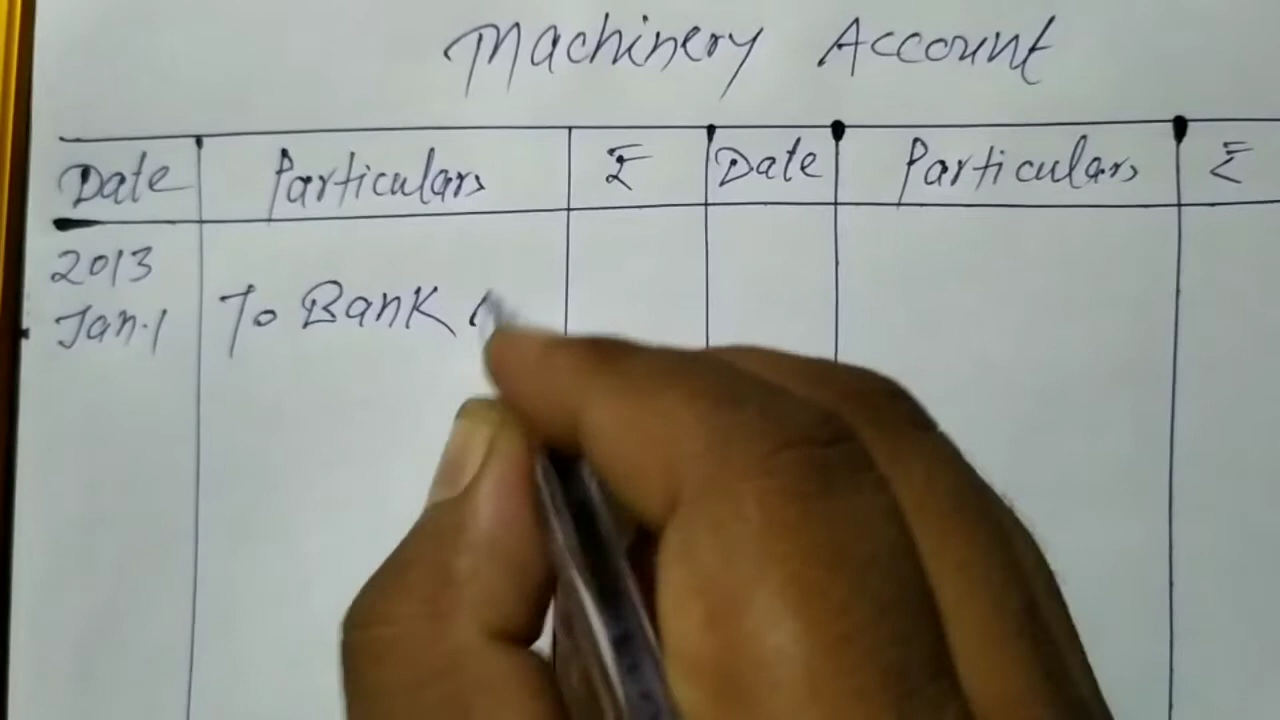 Machinery Account
Date Particulars ₹ Date Particulars ₹
2013
Jan.1 To Bank